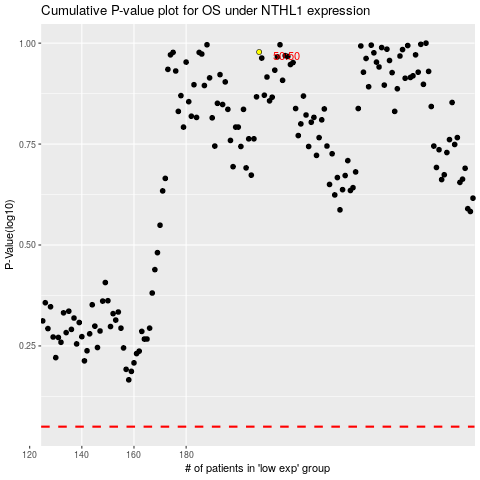 Cumulative P-value plot for OS under NTHL1 expression
P-Value(log10)
1.00
0.75
0.50
0.25
50:50
120 140 160 180
# of patients in 'low exp' group